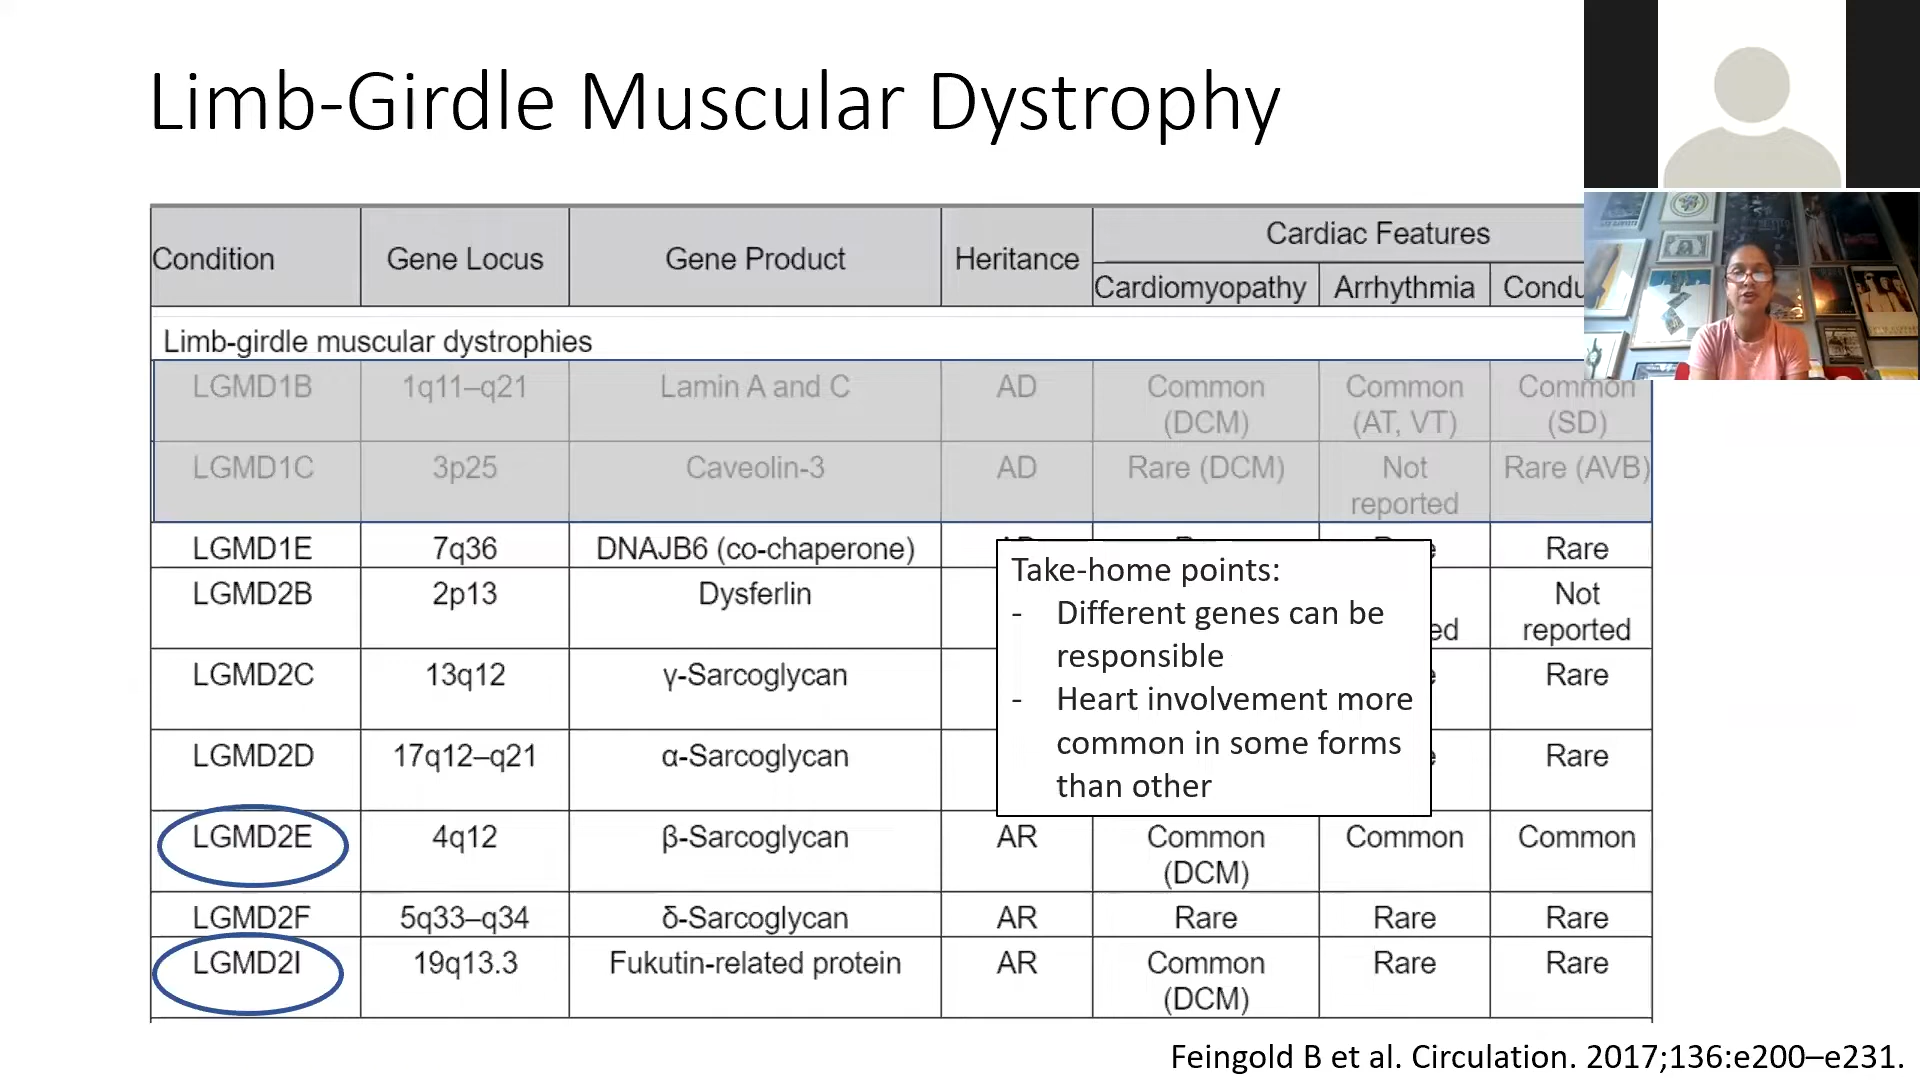 Limb-Girdle Muscular Dystrophy
Condition Gene Locus Gene Product Heritance Cardiac Features
Cardiomyopathy Arrhythmia
Limb-girdle muscular dystrophies
LGMD1B 1q11–q21 Lamin A and C AD Common (DCM) Common (AT, VT) Common (SD)
LGMD1C 3p25 Caveolin-3 AD Rare (DCM) Not reported Rare (AVB)
LGMD1E 7q36 DNAJB6 (co-chaperone) Rare
LGMD2B 2p13 Dysferlin Not reported
LGMD2C 13q12 γ-Sarcoglycan Rare
LGMD2D 17q12–q21 α-Sarcoglycan Rare
LGMD2E 4q12 β-Sarcoglycan AR Common (DCM) Common Common
LGMD2F 5q33–q34 δ-Sarcoglycan AR Rare Rare Rare
LGMD2I 19q13.3 Fukutin-related protein AR Common (DCM) Rare Rare
Take-home points:
- Different genes can be
responsible
- Heart involvement more
common in some forms
than other
Feingold B et al. Circulation. 2017;136:e200–e231.